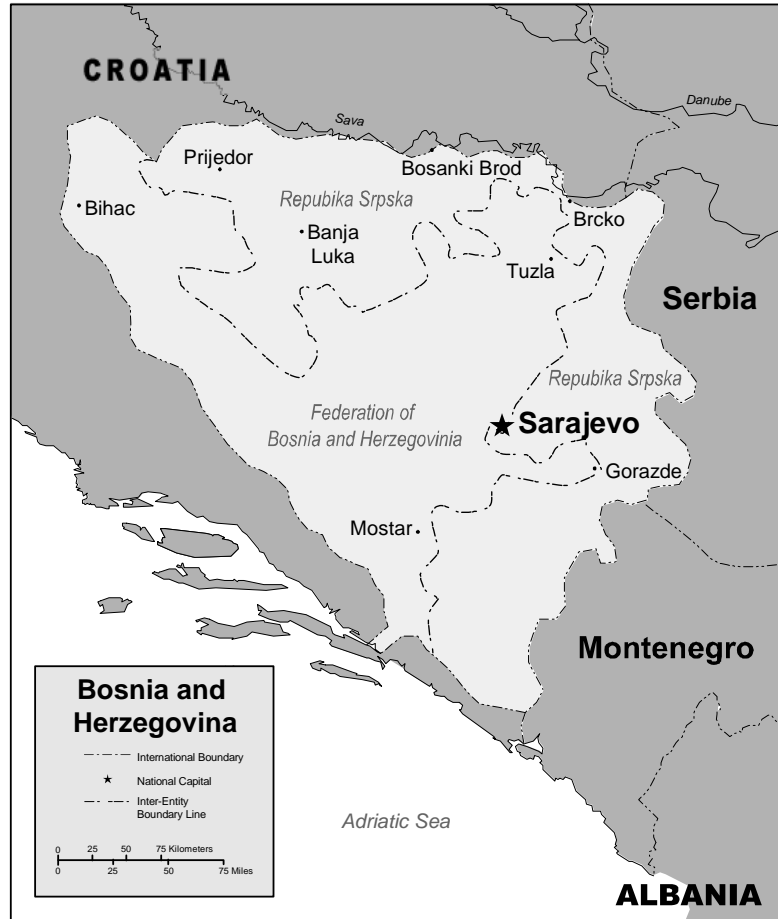 CROATIA
Danube
Sava
Prijedor
Bosanki Brod
Repubika Srpska
Bihac
Brcko
Banja
Luka
Tuzla
Serbia
Repubika Srpska
Federation of
Bosnia and Herzegovinia
Sarajevo
Gorazde
Mostar
Montenegro
Bosnia and
Herzegovina
International Boundary
National Capital
Inter-Entity
Boundary Line
0 25 50 75 Kilometers
0 25 50 75 Miles
Adriatic Sea
ALBANIA